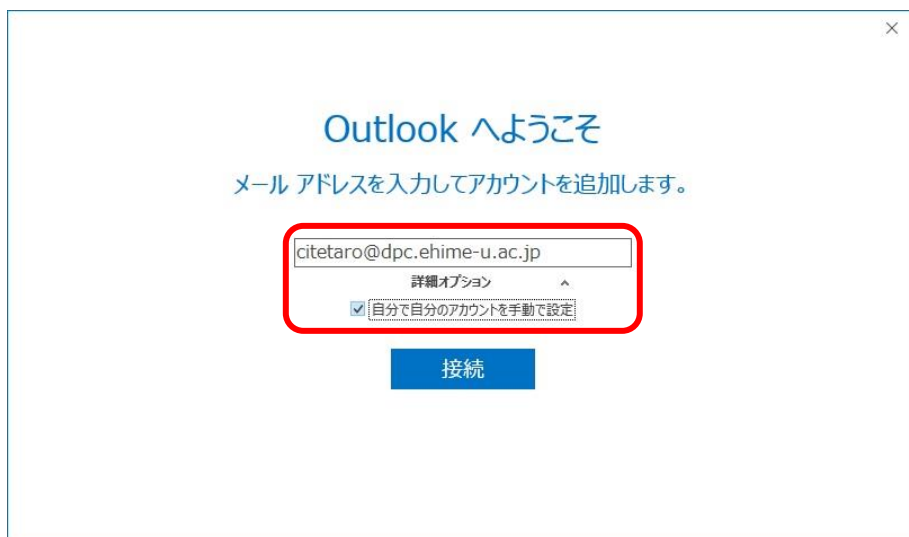 Outlook へようこそ
メール アドレスを入力してアカウントを追加します。
citetaro@dpc.ehime-u.ac.jp
詳細オプション
自分で自分のアカウントを手動で設定
接続